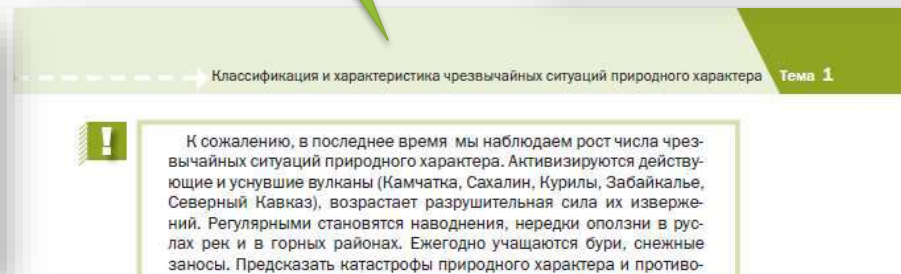 Классификация и характеристика чрезвычайных ситуаций природного характера Тема 1
!
К сожалению, в последнее время мы наблюдаем рост числа чрез-
вычайных ситуаций природного характера. Активизируются действу-
ющие и уснувшие вулканы (Камчатка, Сахалин, Курилы, Забайкалье,
Северный Кавказ), возрастает разрушительная сила их изверже-
ний. Регулярными становятся наводнения, нередки оползни в рус-
лах рек и в горных районах. Ежегодно учащаются бури, снежные
заносы. Предсказать катастрофы природного характера и противо-